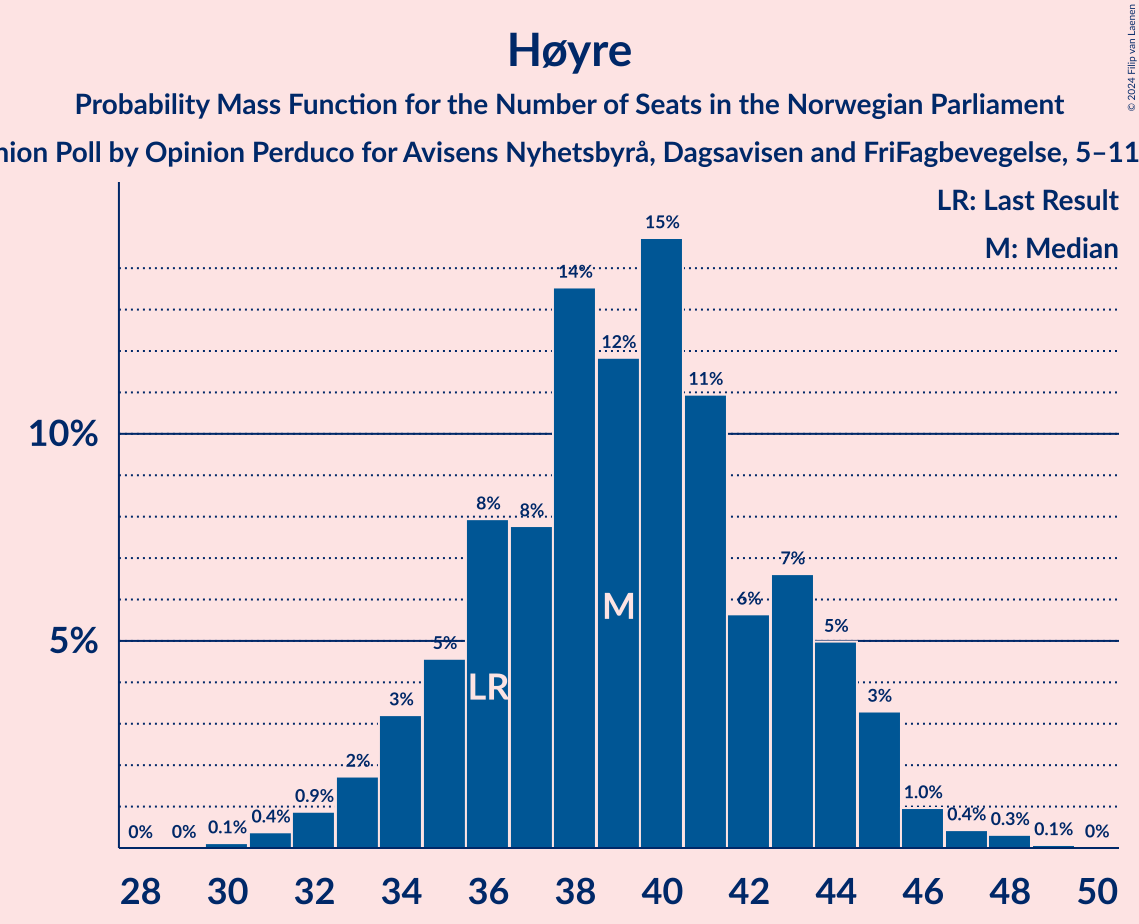 © 2024 Filip van Laenen
Høyre
Probability Mass Function for the Number of Seats in the Norwegian Parliament
nion Poll by Opinion Perduco for Avisens Nyhetsbyrå, Dagsavisen and FriFagbevegelse, 5–11
LR: Last Result
M: Median
15%
14%
12%
11%
10%
8%
8%
7%
6%
5%
5%
5%
3%
3%
2%
1.0%
0.9%
0.4%
0.4%
0.3%
0.1%
0.1%
0%
0%
0%
M
LR
28 30 32 34 36 38 40 42 44 46 48 50